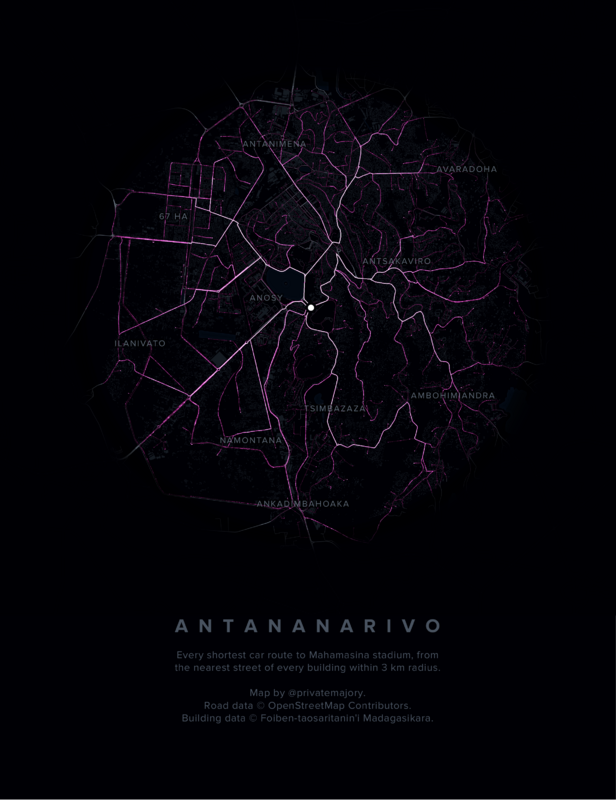 ANTANIMENA
AVARADOHA
67 HA
ANTSAKAVIRO
ANOSY
ILANIVATO
AMBOHIMIANDRA
TSIMBAZAZA
NAMONTANA
ANKADIMBAHOAKA
ANTANANARIVO
Every shortest car route to Mahamasina stadium, from
the nearest street of every building within 3 km radius.
Map by @privatemajory.
Road data © OpenStreetMap Contributors.
Building data © Foiben-taosaritanin'i Madagasikara.